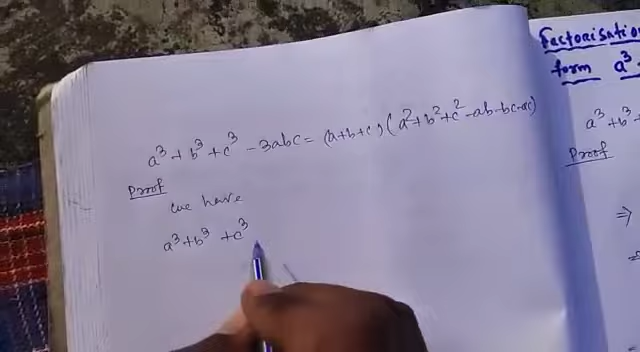 a³ + b³ + c³ - 3abc = (a+b+c)(a²+b²+c²-ab-bc-ac)
Proof
we have
a³+b³ +c³
Factorisatio
form a³
a³+b³+
Proof
⇒